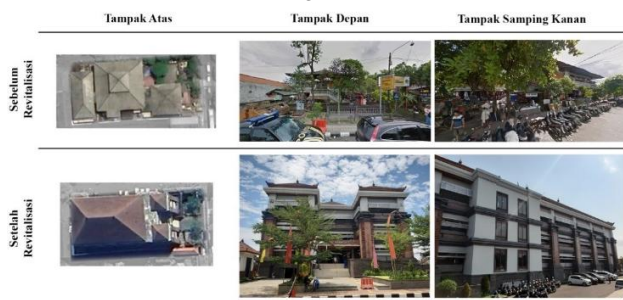 Tampak Atas
Tampak Depan
Tampak Samping Kanan
Sebelum
Revitalisasi
Setelah
Revitalisasi